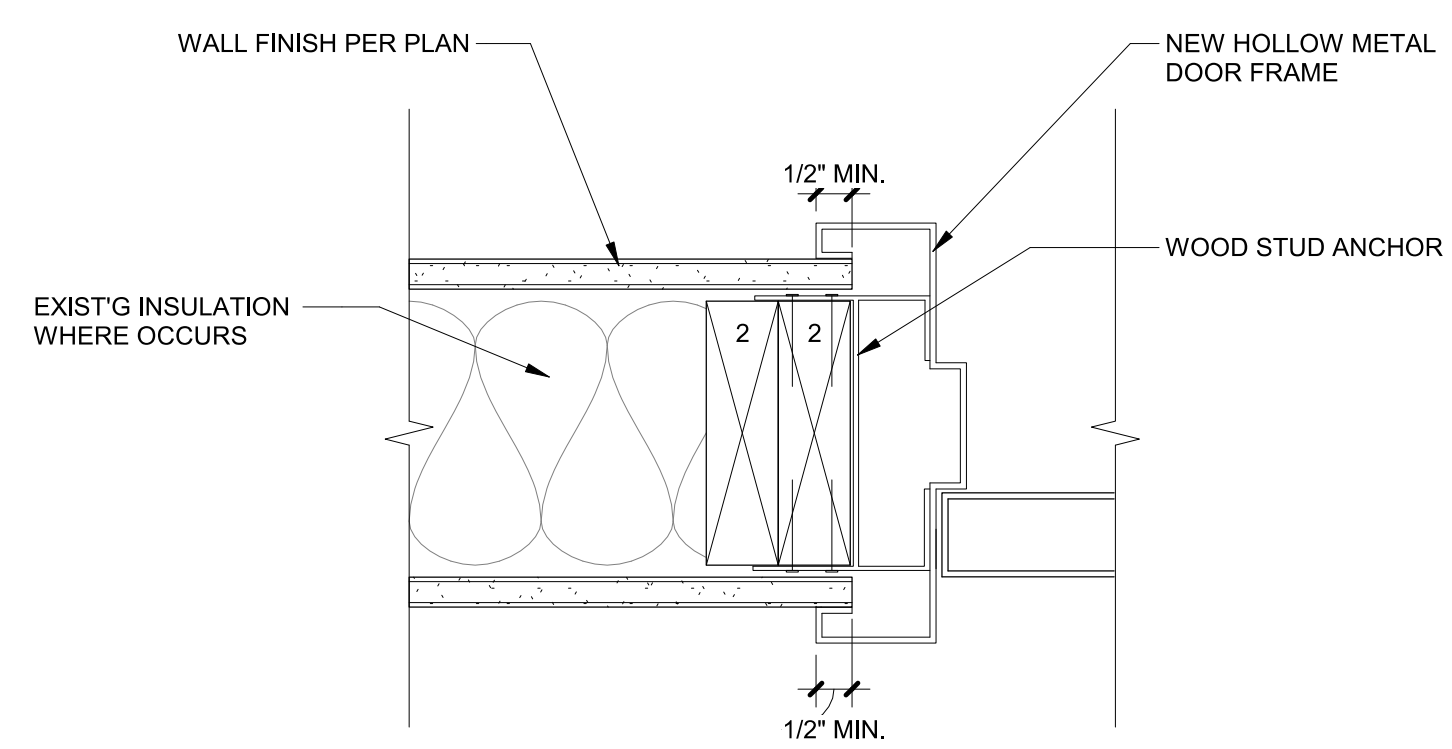 WALL FINISH PER PLAN
NEW HOLLOW METAL
DOOR FRAME
1/2" MIN.
WOOD STUD ANCHOR
EXIST'G INSULATION
WHERE OCCURS
2
2
1/2" MIN.